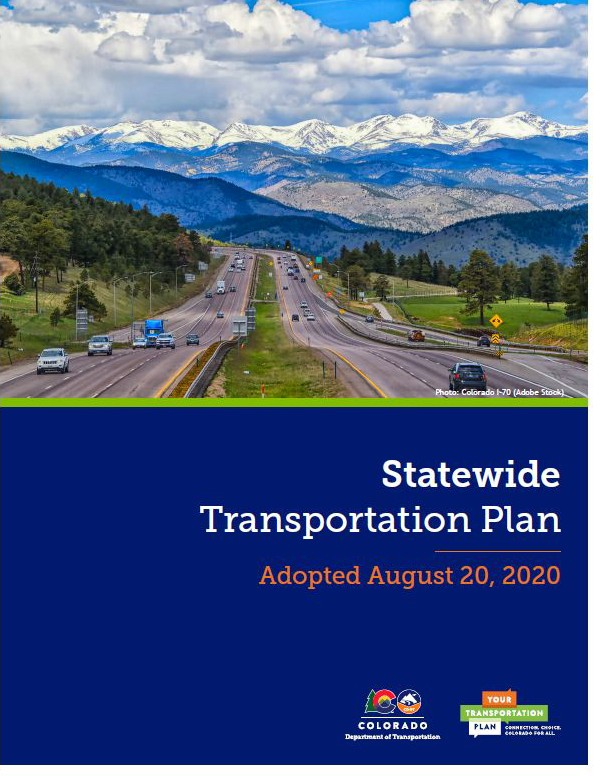 Photo: Colorado I-70 (Adobe Stock)
Statewide
Transportation Plan
Adopted August 20, 2020
CDOT
COLORADO
Department of Transportation
YOUR
TRANSPORTATION
PLAN
CONNECTION. CHOICE.
COLORADO FOR ALL.